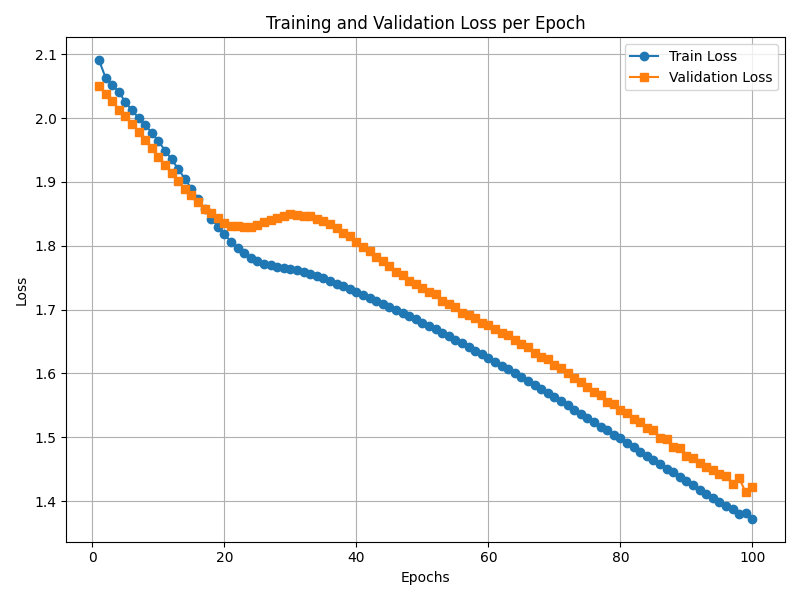 Training and Validation Loss per Epoch
Train Loss
Validation Loss
Loss
2.1
2.0
1.9
1.8
1.7
1.6
1.5
1.4
0 20 40 60 80 100
Epochs